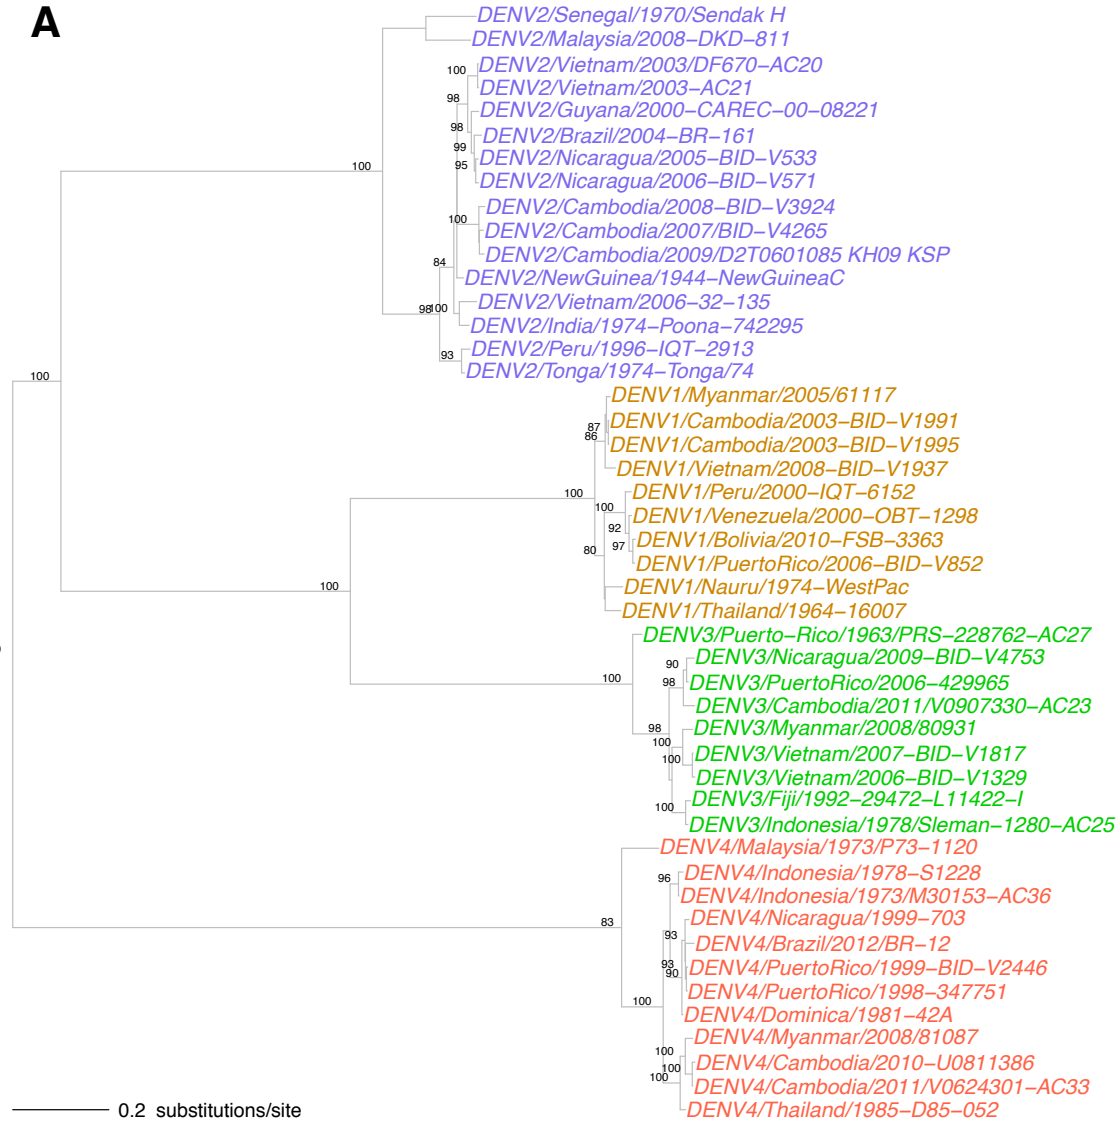 A
DENV2/Senegal/1970/Sendak H
DENV2/Malaysia/2008−DKD−811
DENV2/Vietnam/2003/DF670−AC20
100
DENV2/Vietnam/2003−AC21
98
DENV2/Guyana/2000−CAREC−00−08221
98
DENV2/Brazil/2004−BR−161
99
DENV2/Nicaragua/2005−BID−V533
95
100
DENV2/Nicaragua/2006−BID−V571
DENV2/Cambodia/2008−BID−V3924
100
DENV2/Cambodia/2007/BID−V4265
DENV2/Cambodia/2009/D2T0601085 KH09 KSP
84
DENV2/NewGuinea/1944−NewGuineaC
DENV2/Vietnam/2006−32−135
98
100
DENV2/India/1974−Poona−742295
DENV2/Peru/1996−IQT−2913
93
DENV2/Tonga/1974−Tonga/74
100
DENV1/Myanmar/2005/61117
DENV1/Cambodia/2003−BID−V1991
87
86
DENV1/Cambodia/2003−BID−V1995
DENV1/Vietnam/2008−BID−V1937
100
DENV1/Peru/2000−IQT−6152
100
DENV1/Venezuela/2000−OBT−1298
92
DENV1/Bolivia/2010−FSB−3363
97
80
DENV1/PuertoRico/2006−BID−V852
100
DENV1/Nauru/1974−WestPac
DENV1/Thailand/1964−16007
DENV3/Puerto−Rico/1963/PRS−228762−AC27
DENV3/Nicaragua/2009−BID−V4753
90
100
98
DENV3/PuertoRico/2006−429965
DENV3/Cambodia/2011/V0907330−AC23
98
DENV3/Myanmar/2008/80931
100
DENV3/Vietnam/2007−BID−V1817
100
DENV3/Vietnam/2006−BID−V1329
DENV3/Fiji/1992−29472−L11422−I
100
DENV3/Indonesia/1978/Sleman−1280−AC25
DENV4/Malaysia/1973/P73−1120
DENV4/Indonesia/1978−S1228
96
DENV4/Indonesia/1973/M30153−AC36
DENV4/Nicaragua/1999−703
83
93
DENV4/Brazil/2012/BR−12
93
90
DENV4/PuertoRico/1999−BID−V2446
DENV4/PuertoRico/1998−347751
100
DENV4/Dominica/1981−42A
DENV4/Myanmar/2008/81087
100
DENV4/Cambodia/2010−U0811386
100
100
DENV4/Cambodia/2011/V0624301−AC33
DENV4/Thailand/1985−D85−052
0.2 substitutions/site